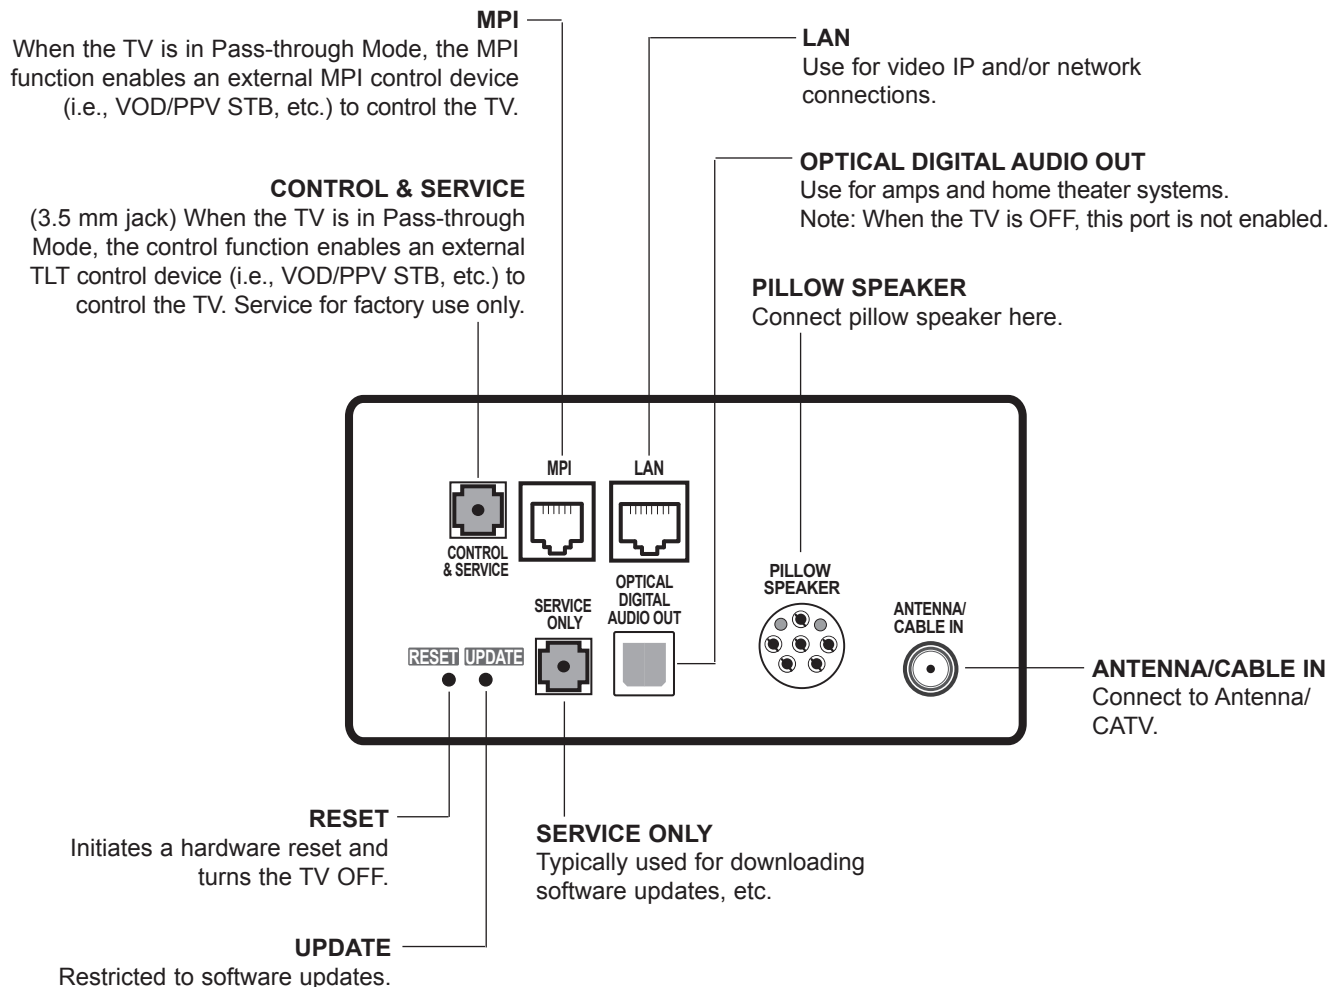 MPI
When the TV is in Pass-through Mode, the MPI
function enables an external MPI control device
(i.e., VOD/PPV STB, etc.) to control the TV.
LAN
Use for video IP and/or network
connections.
OPTICAL DIGITAL AUDIO OUT
Use for amps and home theater systems.
Note: When the TV is OFF, this port is not enabled.
CONTROL & SERVICE
(3.5 mm jack) When the TV is in Pass-through
Mode, the control function enables an external
TLT control device (i.e., VOD/PPV STB, etc.) to
control the TV. Service for factory use only.
PILLOW SPEAKER
Connect pillow speaker here.
MPI
LAN
CONTROL
& SERVICE
OPTICAL
DIGITAL
AUDIO OUT
SERVICE
ONLY
PILLOW
SPEAKER
ANTENNA/
CABLE IN
RESET UPDATE
ANTENNA/CABLE IN
Connect to Antenna/
CATV.
RESET
Initiates a hardware reset and
turns the TV OFF.
SERVICE ONLY
Typically used for downloading
software updates, etc.
UPDATE
Restricted to software updates.